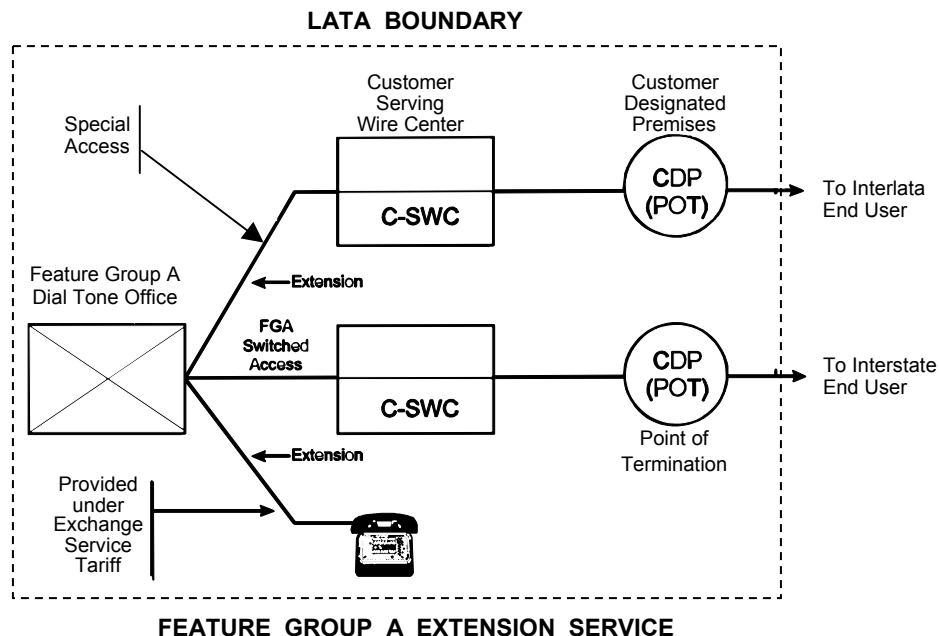 LATA BOUNDARY
Special
Access
Customer
Serving
Wire Center
Customer
Designated
Premises
C-SWC
CDP
(POT)
To Interlata
End User
Extension
Feature Group A
Dial Tone Office
FGA
Switched
Access
C-SWC
CDP
(POT)
To Interstate
End User
Point of
Termination
Extension
Provided
under
Exchange
Service
Tariff
FEATURE GROUP A EXTENSION SERVICE